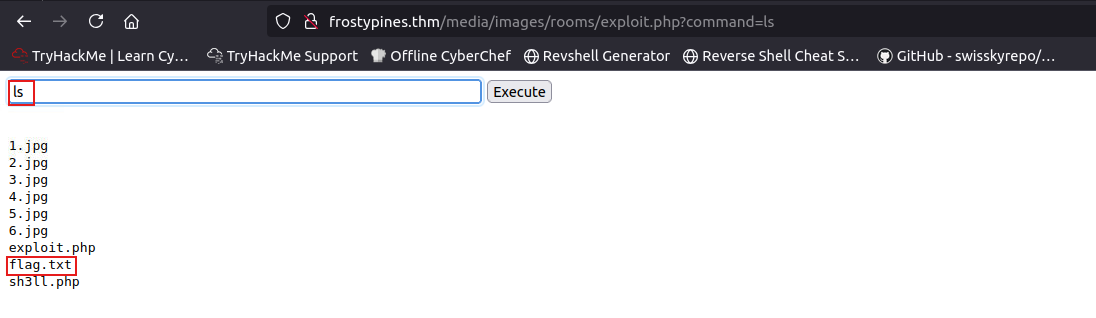 frostypines.thm/media/images/rooms/exploit.php?command=ls
TryHackMe | Learn Cy… TryHackMe Support Offline CyberChef Revshell Generator Reverse Shell Cheat S… GitHub - swisskyrepo/…
ls Execute
1.jpg
2.jpg
3.jpg
4.jpg
5.jpg
6.jpg
exploit.php
flag.txt
sh3ll.php